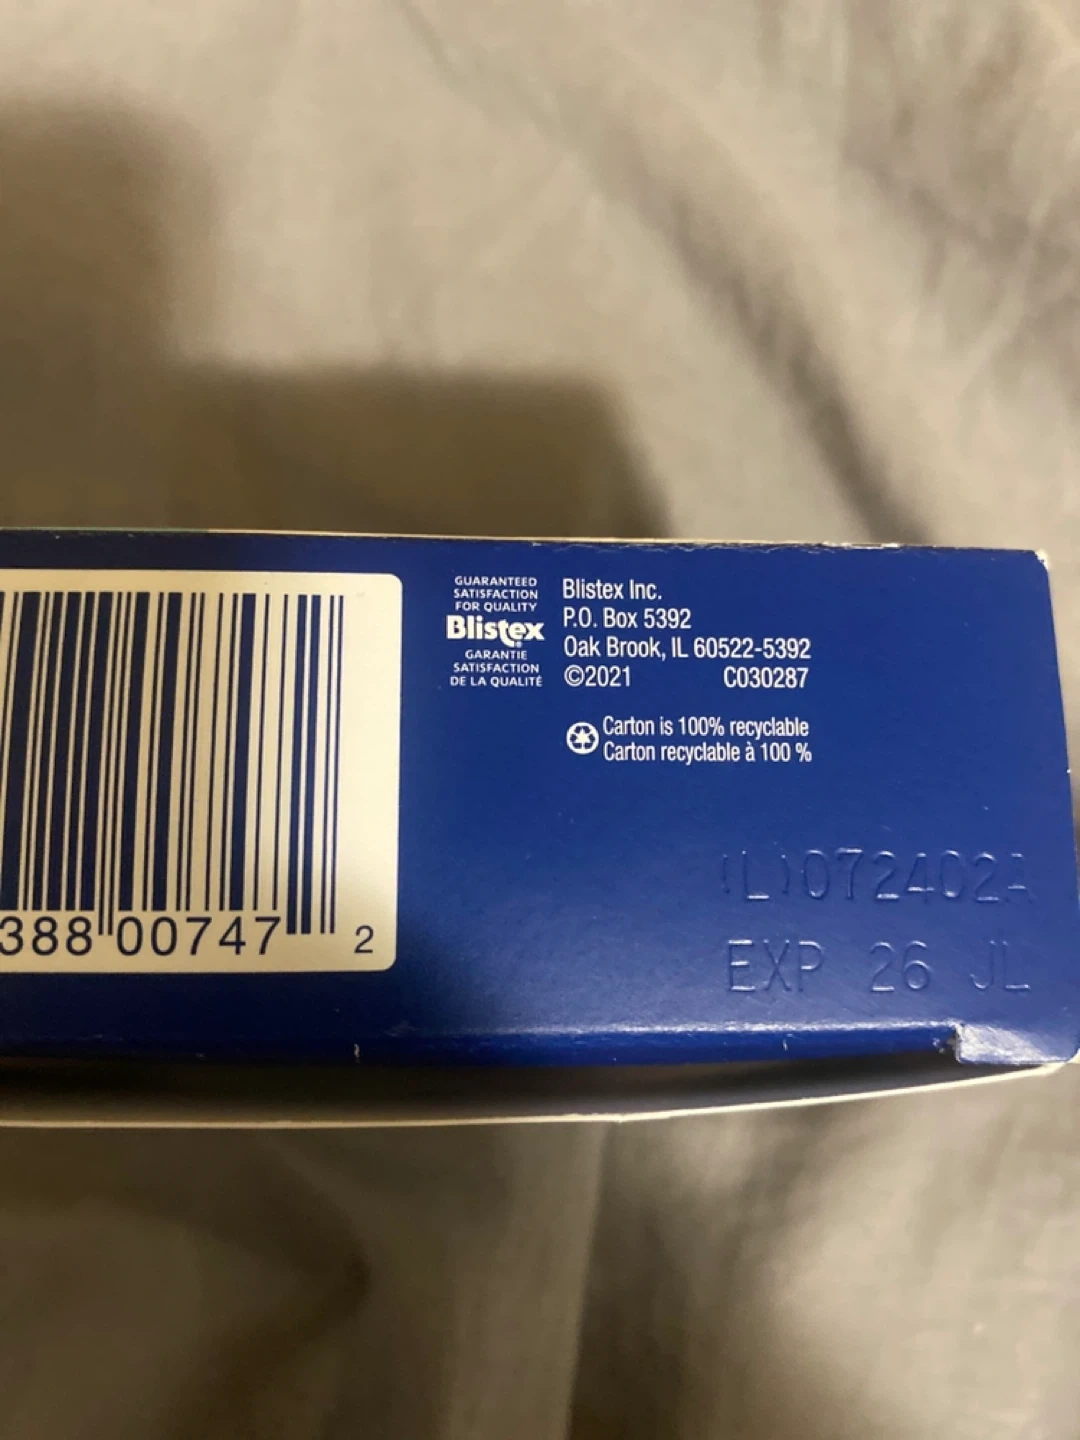 388 00747 2
GUARANTEED
SATISFACTION
FOR QUALITY
Blistex
GARANTIE
SATISFACTION
DE LA QUALITÉ
Blistex Inc.
P.O. Box 5392
Oak Brook, IL 60522-5392
©2021 C030287
Carton is 100% recyclable
Carton recyclable à 100 %
(L)072402A
EXP 26 JL